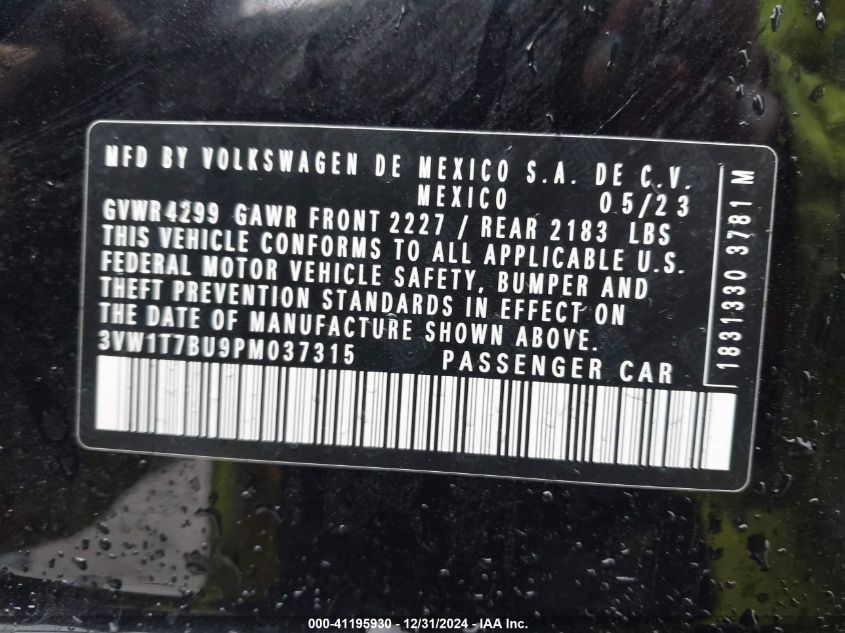 MFD BY VOLKSWAGEN DE MEXICO S.A. DE C.V.
MEXICO 05/23
GVWR 4299 GAWR FRONT 2227 / REAR 2183 LBS
THIS VEHICLE CONFORMS TO ALL APPLICABLE U.S.
FEDERAL MOTOR VEHICLE SAFETY, BUMPER AND
THEFT PREVENTION STANDARDS IN EFFECT ON
THE DATE OF MANUFACTURE SHOWN ABOVE.
3VW1T7BU9PM037315 PASSENGER CAR
1831330 3781 M
000-41195930 - 12/31/2024 - IAA Inc.